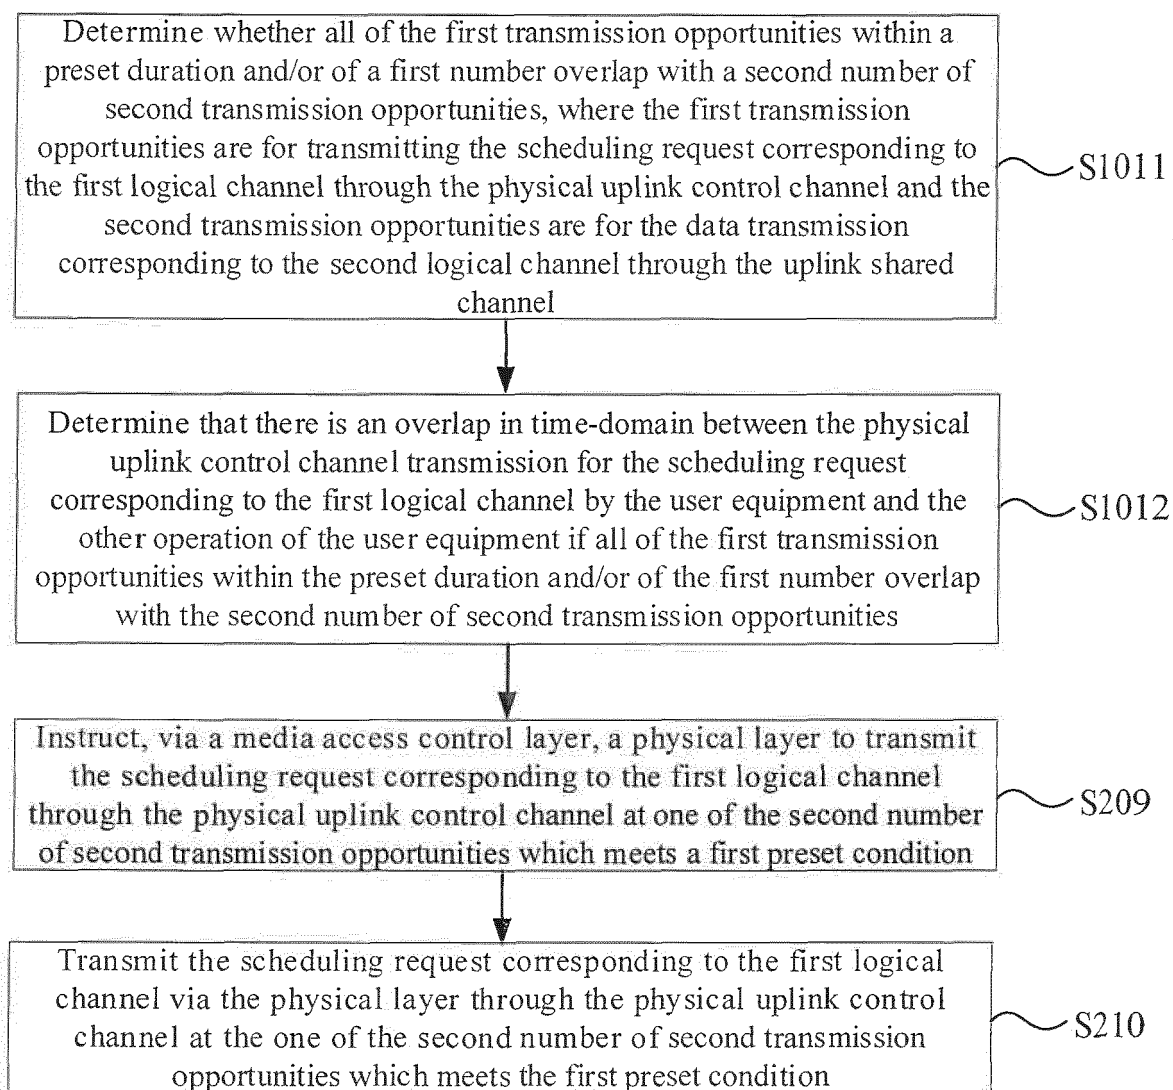 Determine whether all of the first transmission opportunities within a
preset duration and/or of a first number overlap with a second number of
second transmission opportunities, where the first transmission
opportunities are for transmitting the scheduling request corresponding to
the first logical channel through the physical uplink control channel and the
second transmission opportunities are for the data transmission
corresponding to the second logical channel through the uplink shared
channel
S1011
Determine that there is an overlap in time-domain between the physical
uplink control channel transmission for the scheduling request
corresponding to the first logical channel by the user equipment and the
other operation of the user equipment if all of the first transmission
opportunities within the preset duration and/or of the first number overlap
with the second number of second transmission opportunities
S1012
Instruct, via a media access control layer, a physical layer to transmit
the scheduling request corresponding to the first logical channel
through the physical uplink control channel at one of the second number
of second transmission opportunities which meets a first preset condition
S209
Transmit the scheduling request corresponding to the first logical
channel via the physical layer through the physical uplink control
channel at the one of the second number of second transmission
opportunities which meets the first preset condition
S210